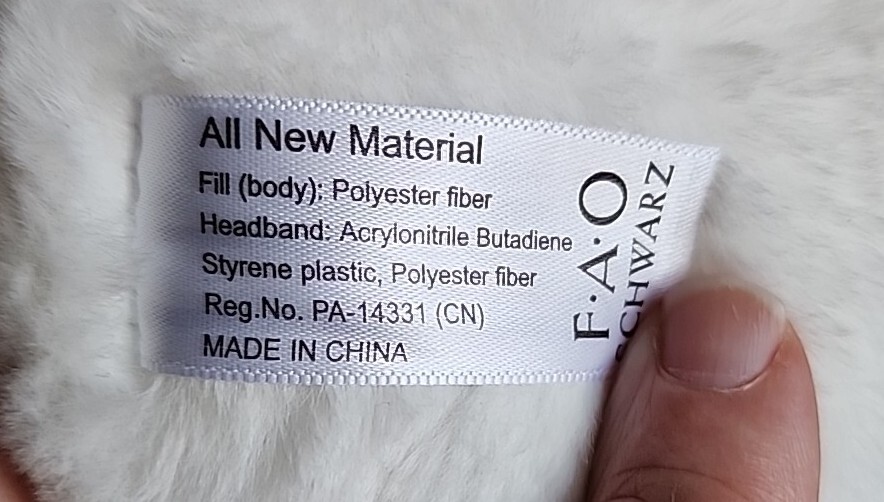 All New Material
Fill (body): Polyester fiber
Headband: Acrylonitrile Butadiene
Styrene plastic, Polyester fiber
Reg.No. PA-14331 (CN)
MADE IN CHINA
F·A·O
SCHWARZ